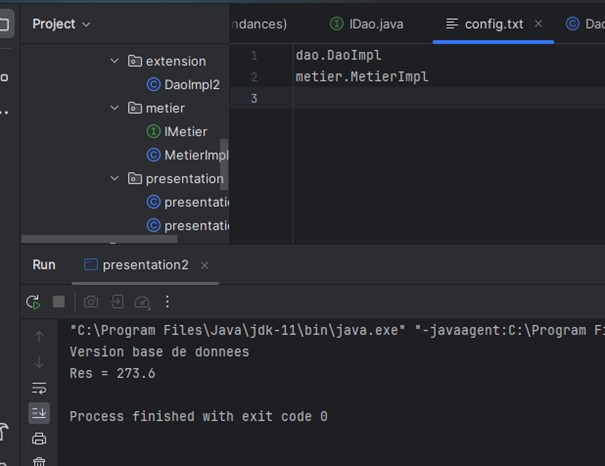 Project
ndances)
IDao.java
config.txt
Dao
extension
DaoImpl2
metier
IMetier
MetierImpl
presentation
presentati
presentati
1 dao.DaoImpl
2 metier.MetierImpl
3
Run
presentation2
"C:\Program Files\Java\jdk-11\bin\java.exe" "-javaagent:C:\Program Fi
Version base de donnees
Res = 273.6
Process finished with exit code 0